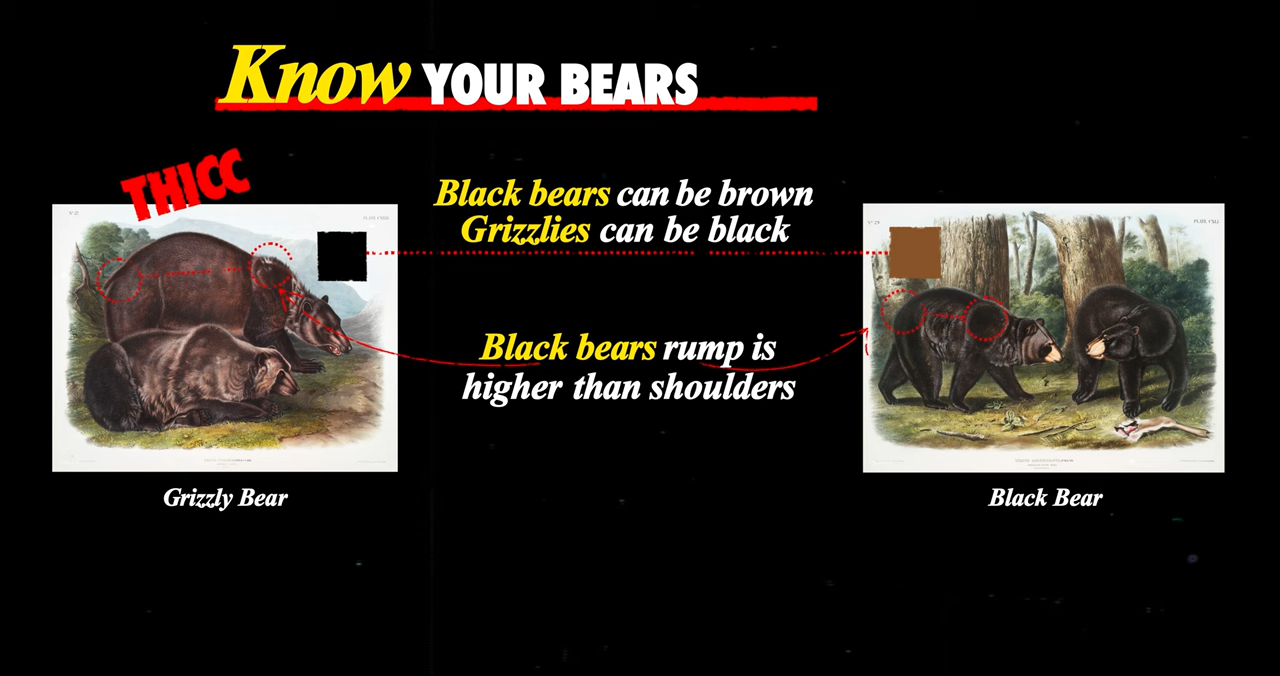 Know YOUR BEARS
THICC
Black bears can be brown
Grizzlies can be black
Black bears rump is
higher than shoulders
Grizzly Bear
Black Bear